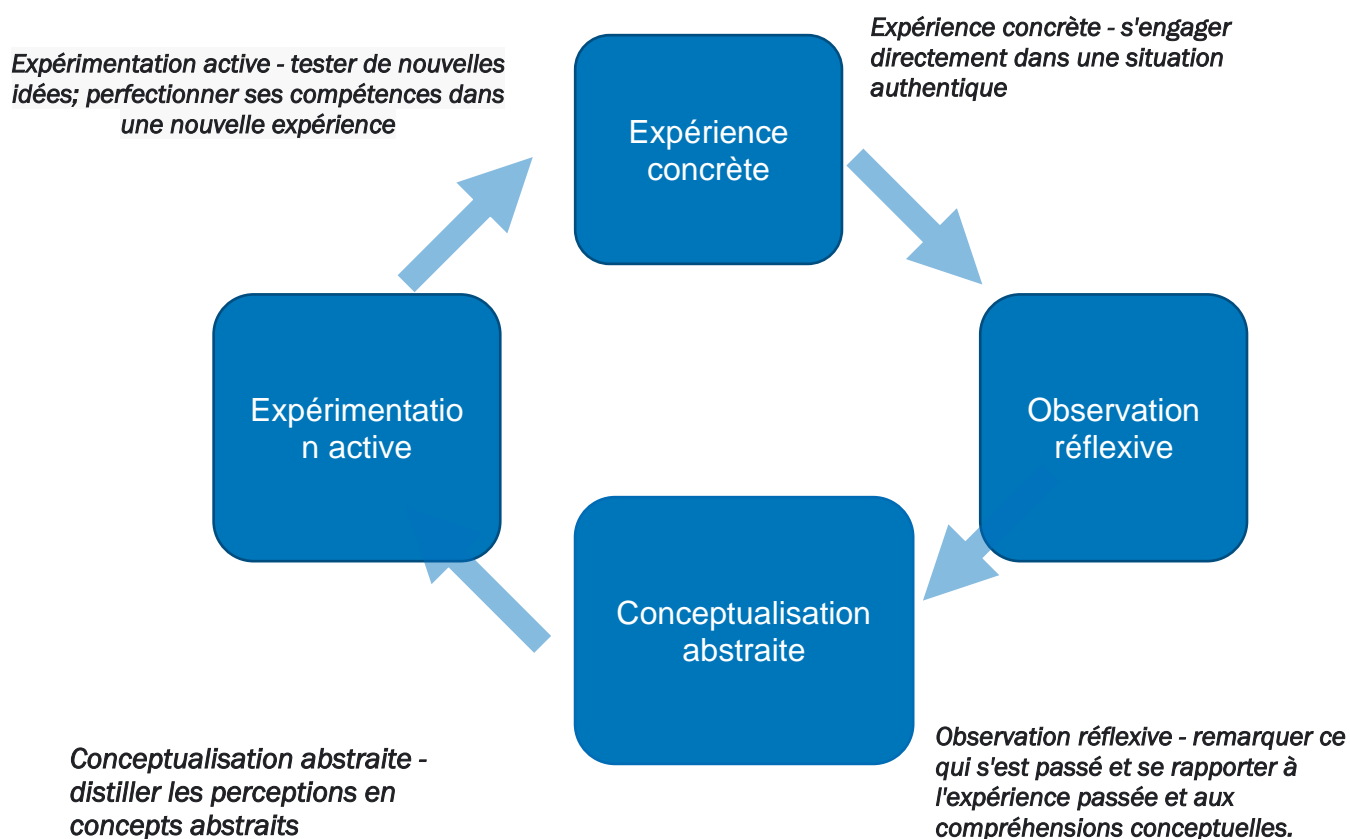 Expérience concrète - s'engager
directement dans une situation
authentique
Expérimentation active - tester de nouvelles
idées; perfectionner ses compétences dans
une nouvelle expérience
Expérience
concrète
Expérimentatio
n active
Observation
réflexive
Conceptualisation
abstraite
Conceptualisation abstraite -
distiller les perceptions en
concepts abstraits
Observation réflexive - remarquer ce
qui s'est passé et se rapporter à
l'expérience passée et aux
compréhensions conceptuelles.